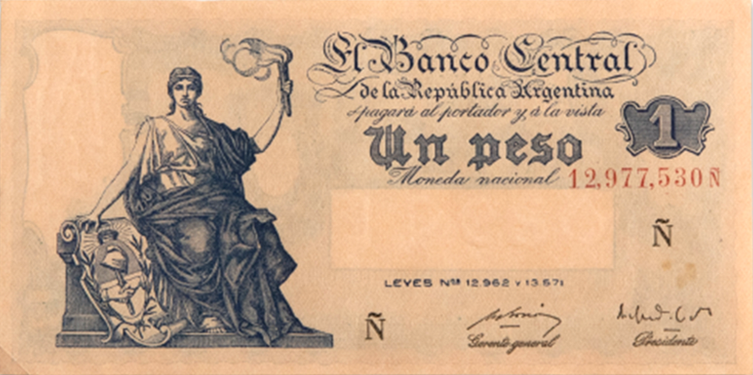 El Banco Central
de la República Argentina
pagará al portador y á la vista
1
Un peso
Moneda nacional 12,977,530 N
Ñ
LEYES Nos 12.962 y 13.571
Ñ
Gerente general Presidente